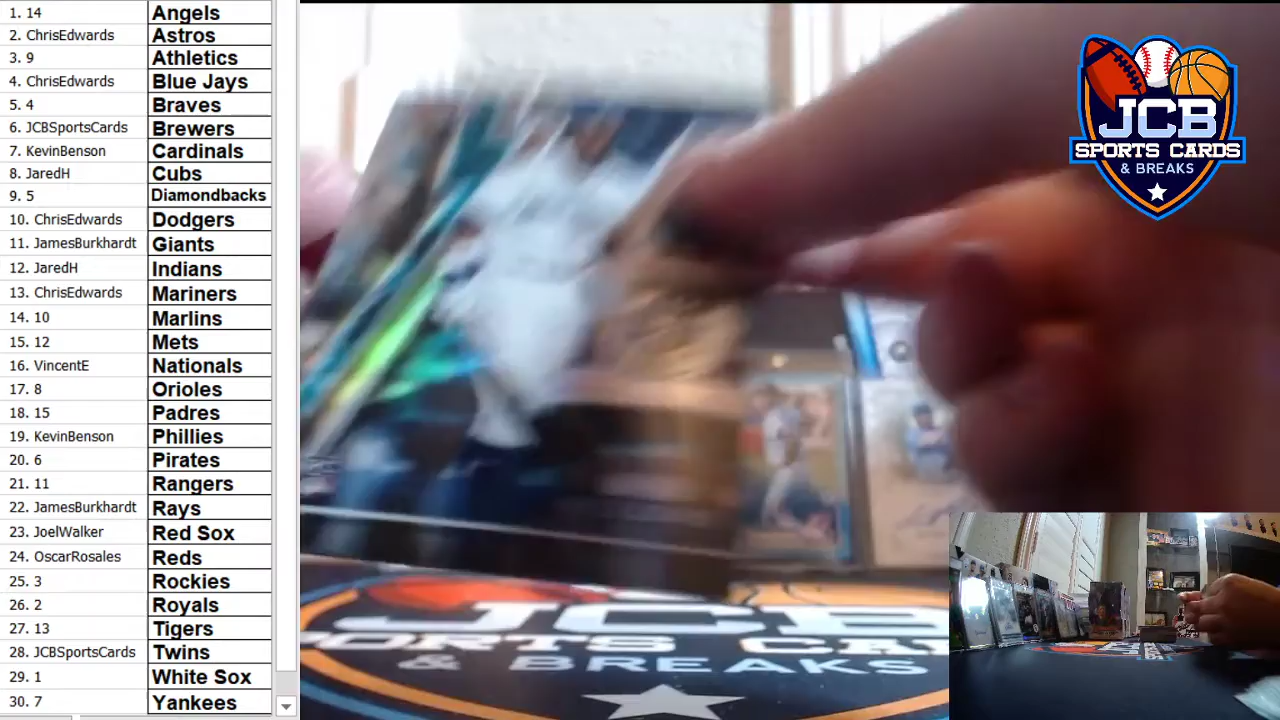 1. 14 Angels
2. ChrisEdwards Astros
3. 9 Athletics
4. ChrisEdwards Blue Jays
5. 4 Braves
6. JCBSportsCards Brewers
7. KevinBenson Cardinals
8. JaredH Cubs
9. 5 Diamondbacks
10. ChrisEdwards Dodgers
11. JamesBurkhardt Giants
12. JaredH Indians
13. ChrisEdwards Mariners
14. 10 Marlins
15. 12 Mets
16. VincentE Nationals
17. 8 Orioles
18. 15 Padres
19. KevinBenson Phillies
20. 6 Pirates
21. 11 Rangers
22. JamesBurkhardt Rays
23. JoelWalker Red Sox
24. OscarRosales Reds
25. 3 Rockies
26. 2 Royals
27. 13 Tigers
28. JCBSportsCards Twins
29. 1 White Sox
30. 7 Yankees
JCB
SPORTS CARDS
& BREAKS
JCB
SPORTS CA
& BREAKS